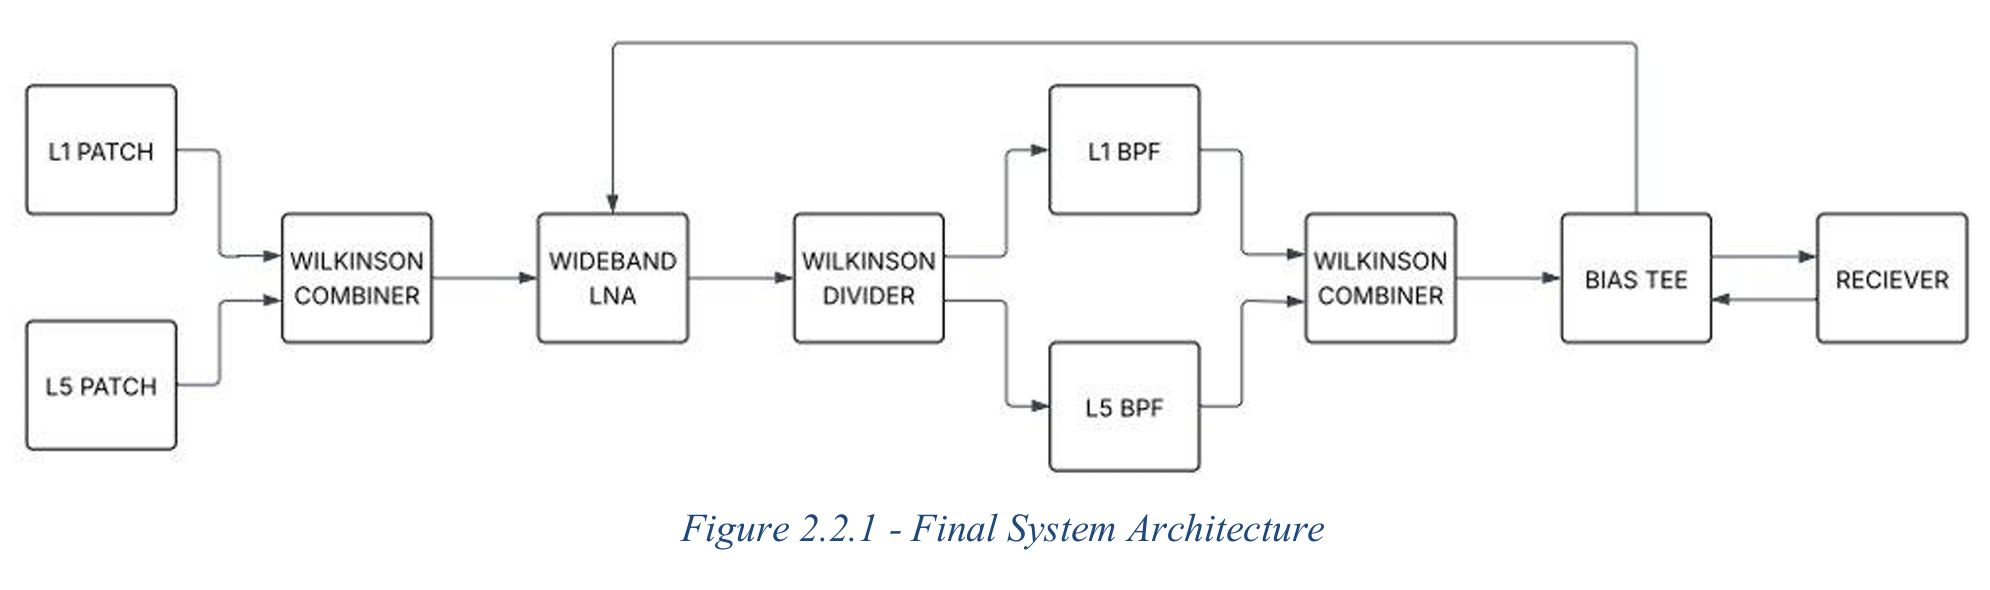 L1 PATCH
L5 PATCH
WILKINSON
COMBINER
WIDEBAND
LNA
WILKINSON
DIVIDER
L1 BPF
L5 BPF
WILKINSON
COMBINER
BIAS TEE
RECIEVER
Figure 2.2.1 - Final System Architecture